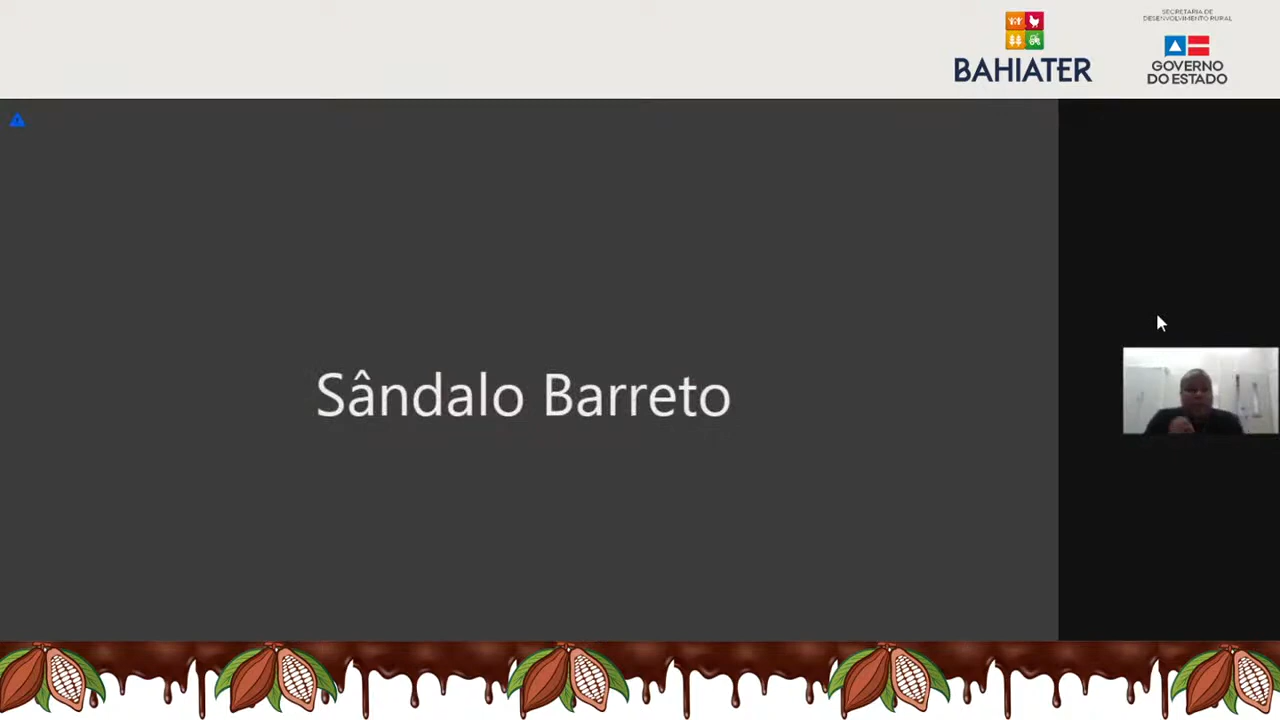 SECRETARIA DE
DESENVOLVIMENTO RURAL
BAHIATER
GOVERNO
DO ESTADO
Sândalo Barreto